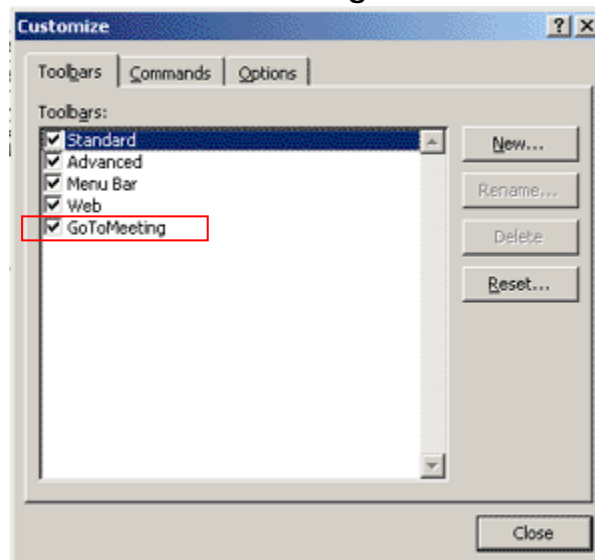 Customize
Toolbars Commands Options
Toolbars:
Standard
Advanced
Menu Bar
Web
GoToMeeting
New...
Rename...
Delete
Reset...
Close